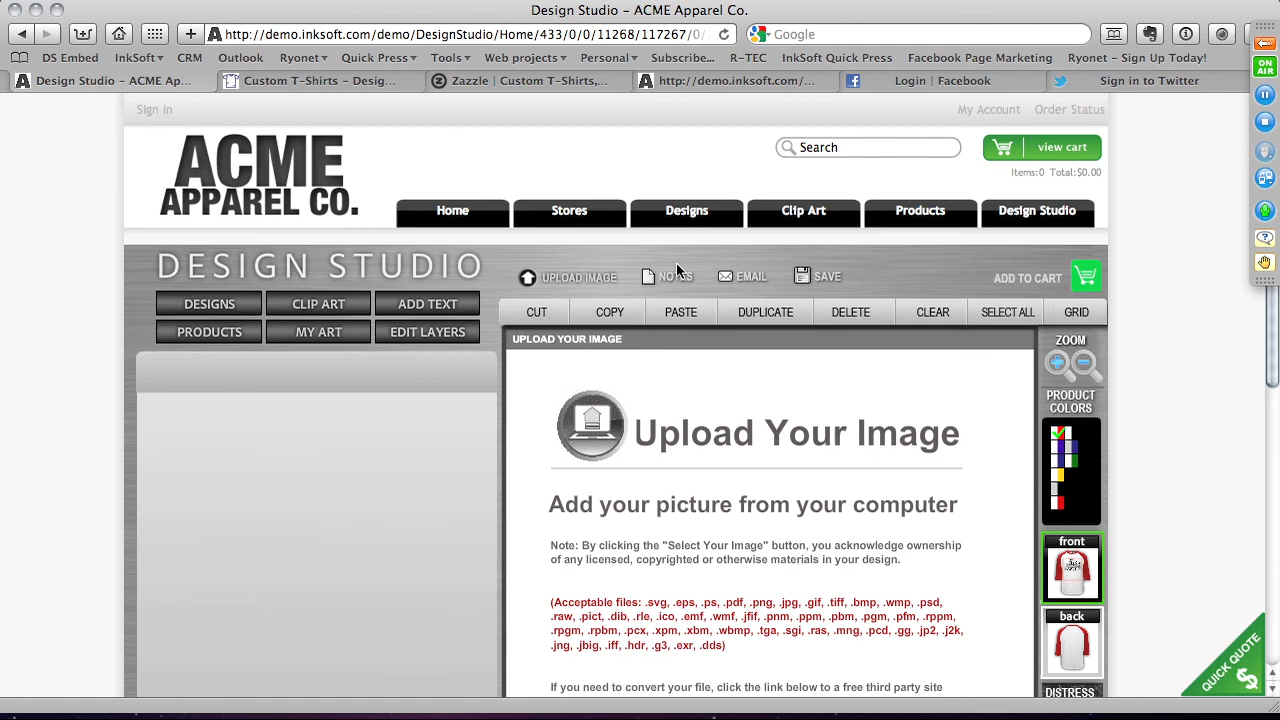 Design Studio – ACME Apparel Co.
http://demo.inksoft.com/demo/DesignStudio/Home/433/0/0/11268/117267/0/
Google
DS Embed InkSoft CRM Outlook Ryonet Quick Press Tools Web projects Personal Subscribe... R-TEC InkSoft Quick Press Facebook Page Marketing Ryonet - Sign Up Today!
Design Studio – ACME Ap... Custom T-Shirts – Desig... Zazzle | Custom T-Shirts,... http://demo.inksoft.com/... Login | Facebook Sign in to Twitter
ON AIR
Sign In My Account Order Status
ACME
APPAREL CO.
Search
view cart
Items:0 Total:$0.00
Home Stores Designs Clip Art Products Design Studio
DESIGN STUDIO
UPLOAD IMAGE NOTES EMAIL SAVE ADD TO CART
DESIGNS CLIP ART ADD TEXT
PRODUCTS MY ART EDIT LAYERS
CUT COPY PASTE DUPLICATE DELETE CLEAR SELECT ALL GRID
UPLOAD YOUR IMAGE
ZOOM
PRODUCT
COLORS
Upload Your Image
Add your picture from your computer
Note: By clicking the "Select Your Image" button, you acknowledge ownership
of any licensed, copyrighted or otherwise materials in your design.
(Acceptable files: .svg, .eps, .ps, .pdf, .png, .jpg, .gif, .tiff, .bmp, .wmp, .psd,
.raw, .pict, .dib, .rle, .ico, .emf, .wmf, .jfif, .pnm, .ppm, .pbm, .pgm, .pfm, .rppm,
.rpgm, .rpbm, .pcx, .xpm, .xbm, .wbmp, .tga, .sgi, .ras, .mng, .pcd, .gg, .jp2, .j2k,
.jng, .jbig, .iff, .hdr, .g3, .exr, .dds)
If you need to convert your file, click the link below to a free third party site
front
back
DISTRESS
QUICK QUOTE
$